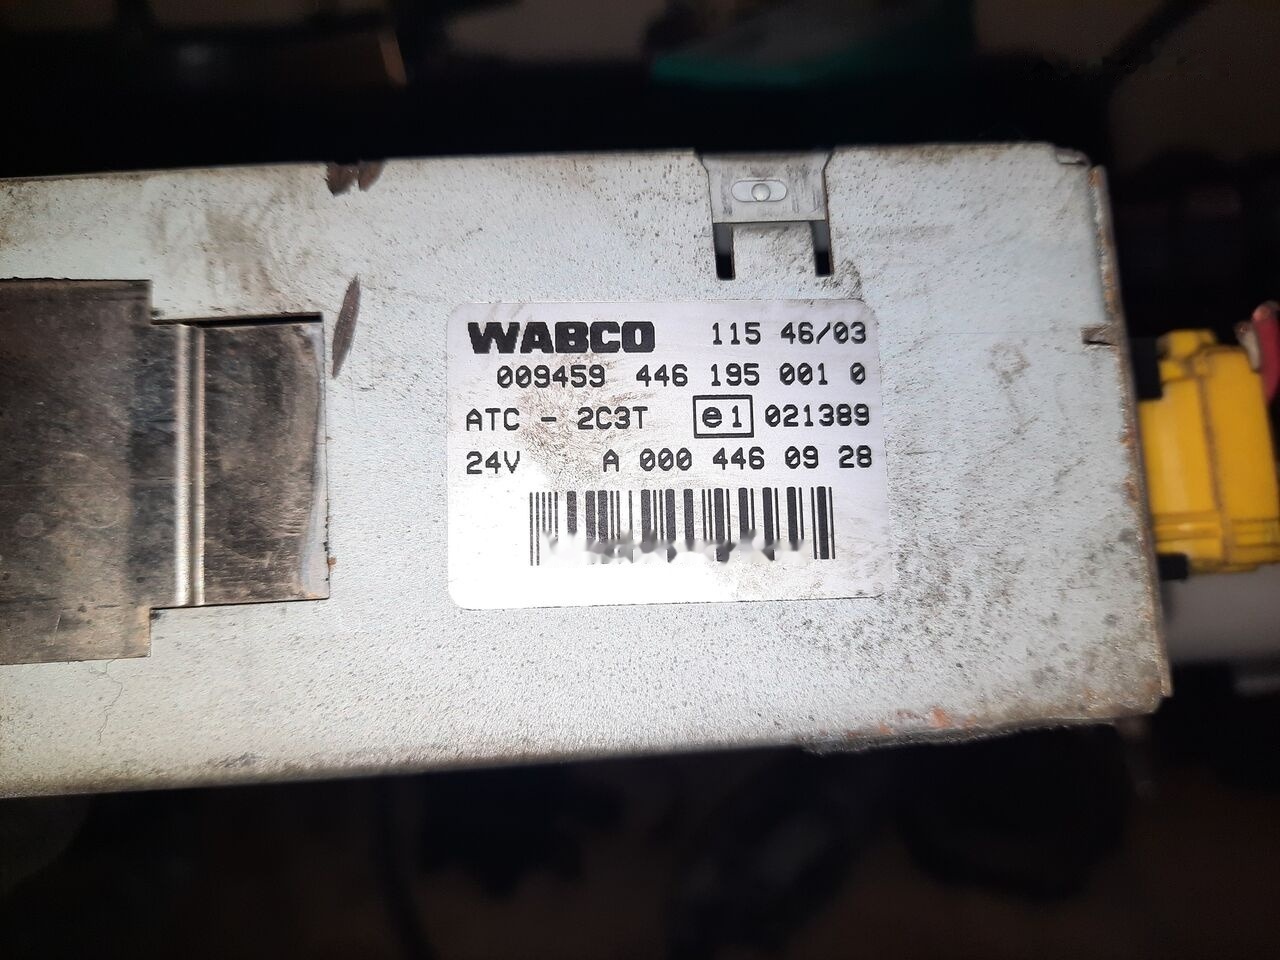 WABCO 115 46/03
009459 446 195 001 0
ATC - 2C3T e1 021389
24V A 000 446 09 28